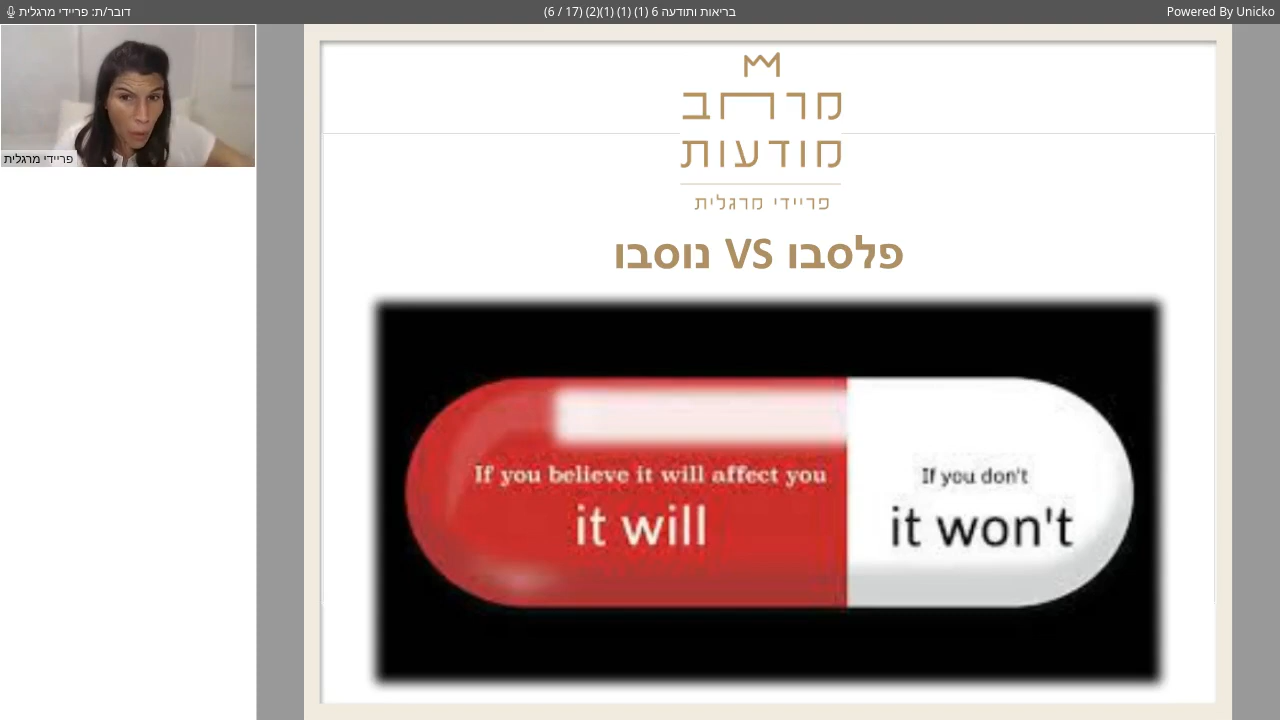 דובר/ת: פריידי מרגלית
בריאות ותודעה 6 (1) (1) (1)(2) (17 / 6)
Powered By Unicko
פריידי מרגלית
מרחב
מודעות
פריידי מרגלית
פלסבו VS נוסבו
If you believe it will affect you
it will
If you don't
it won't